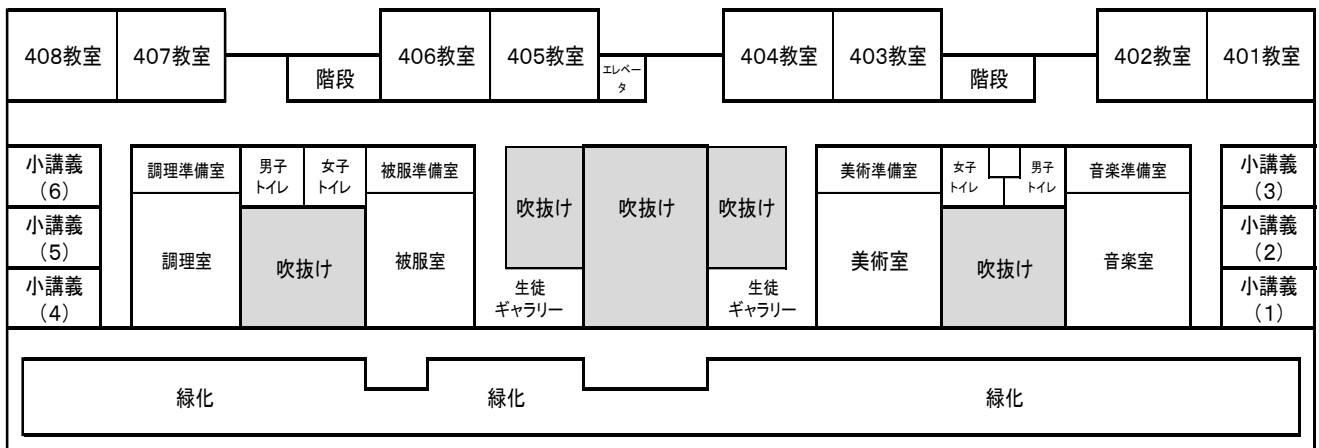 408教室
407教室
階段
406教室
405教室
エレベー
タ
404教室
403教室
階段
402教室
401教室
小講義
(6)
調理準備室
男子
トイレ
女子
トイレ
被服準備室
吹抜け
吹抜け
吹抜け
美術準備室
女子
トイレ
男子
トイレ
音楽準備室
小講義
(3)
小講義
(5)
調理室
吹抜け
被服室
美術室
吹抜け
音楽室
小講義
(2)
小講義
(4)
生徒
ギャラリー
生徒
ギャラリー
小講義
(1)
緑化
緑化
緑化